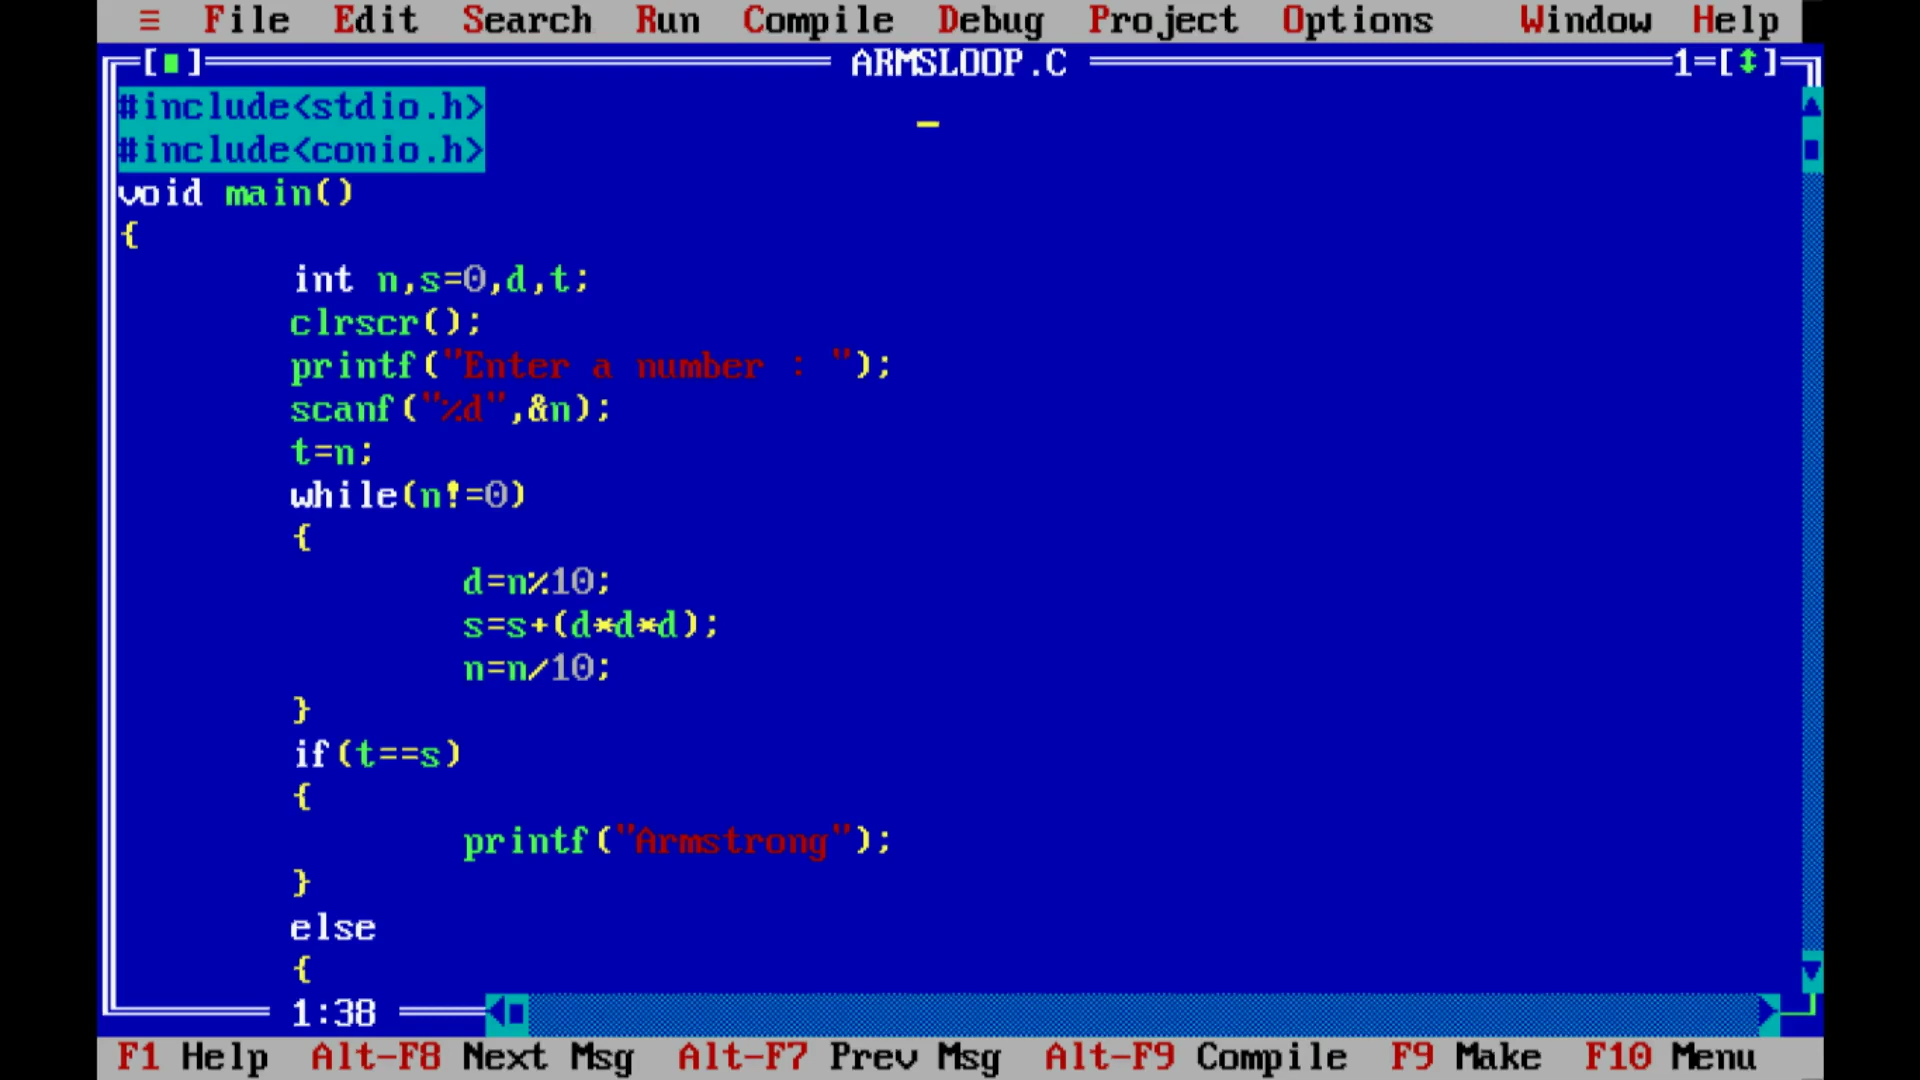 ≡ File Edit Search Run Compile Debug Project Options Window Help
[■] ARMSLOOP.C 1=[↕]
#include<stdio.h>
#include<conio.h>
void main()
{
int n,s=0,d,t;
clrscr();
printf("Enter a number : ");
scanf("%d",&n);
t=n;
while(n!=0)
{
d=n%10;
s=s+(d*d*d);
n=n/10;
}
if(t==s)
{
printf("Armstrong");
}
else
{
1:38
F1 Help Alt-F8 Next Msg Alt-F7 Prev Msg Alt-F9 Compile F9 Make F10 Menu